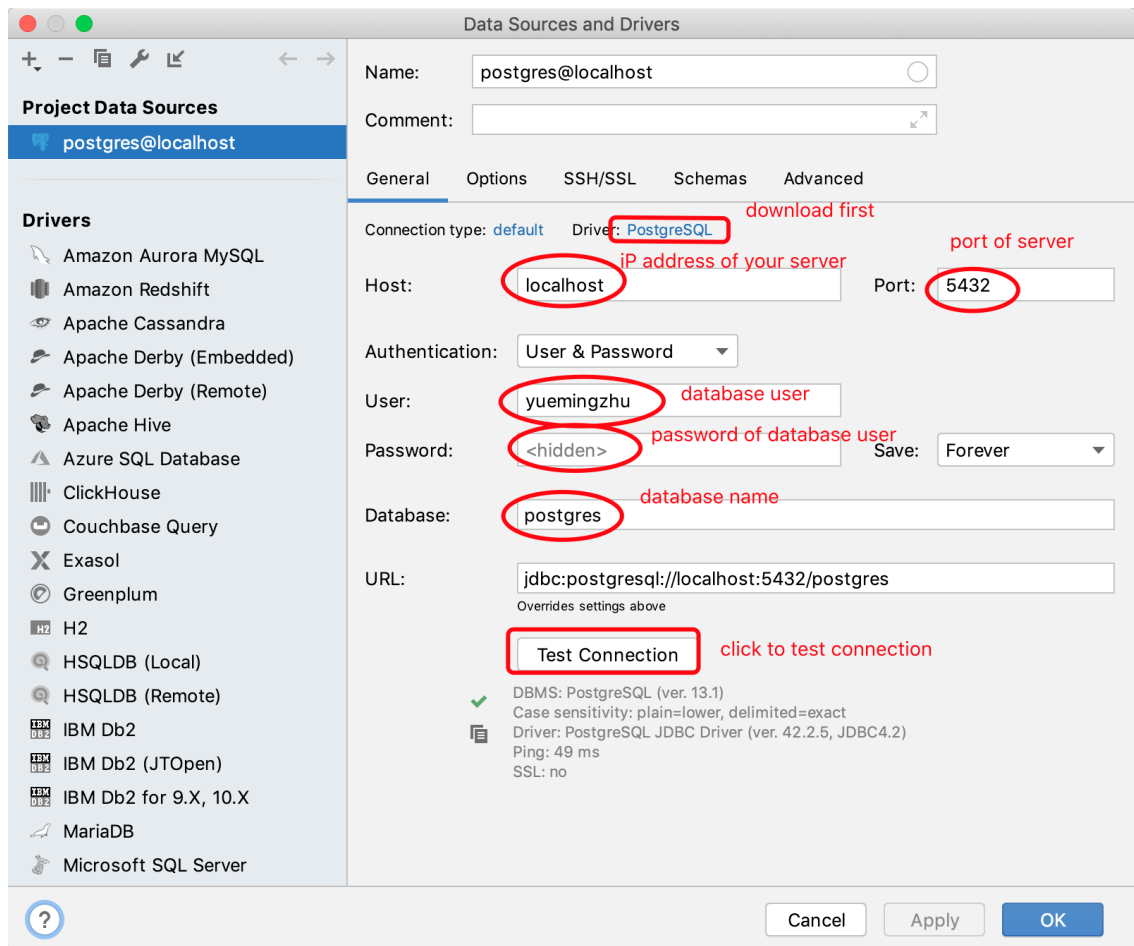 Data Sources and Drivers
Project Data Sources
postgres@localhost
Drivers
Amazon Aurora MySQL
Amazon Redshift
Apache Cassandra
Apache Derby (Embedded)
Apache Derby (Remote)
Apache Hive
Azure SQL Database
ClickHouse
Couchbase Query
Exasol
Greenplum
H2
H2
HSQLDB (Local)
HSQLDB (Remote)
IBM DB2
IBM Db2
IBM DB2
IBM Db2 (JTOpen)
IBM DB2
IBM Db2 for 9.X, 10.X
MariaDB
Microsoft SQL Server
Name: postgres@localhost
Comment:
General Options SSH/SSL Schemas Advanced
download first
Connection type: default Driver: PostgreSQL
port of server
iP address of your server
Host: localhost Port: 5432
Authentication: User & Password
database user
User: yuemingzhu
password of database user
Password: <hidden> Save: Forever
database name
Database: postgres
URL: jdbc:postgresql://localhost:5432/postgres
Overrides settings above
Test Connection click to test connection
DBMS: PostgreSQL (ver. 13.1)
Case sensitivity: plain=lower, delimited=exact
Driver: PostgreSQL JDBC Driver (ver. 42.2.5, JDBC4.2)
Ping: 49 ms
SSL: no
? Cancel Apply OK